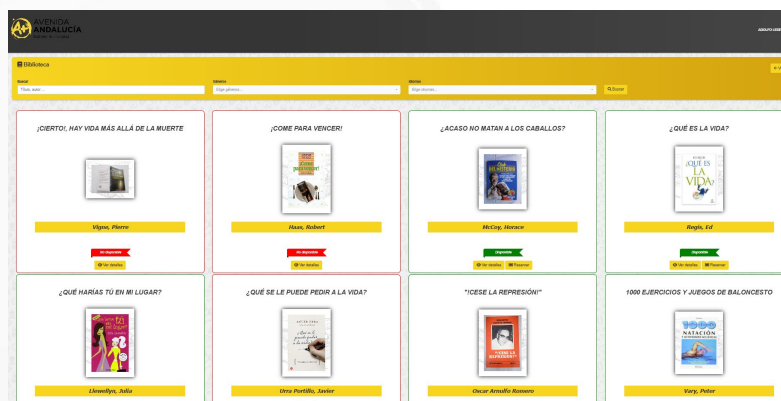 AVENIDA
ANDALUCÍA
Biblioteca
Buscar
Título, autor...
Géneros
Elige géneros...
Idiomas
Elige idiomas...
Buscar
¡CIERTO!, HAY VIDA MÁS ALLÁ DE LA MUERTE
Vigne, Pierre
No disponible
Ver detalles
¡COME PARA VENCER!
Haas, Robert
No disponible
Ver detalles
¿ACASO NO MATAN A LOS CABALLOS?
McCoy, Horace
Disponible
Ver detalles
Reservar
¿QUÉ ES LA VIDA?
¿QUÉ ES
LA
VIDA?
Regis, Ed
Disponible
Ver detalles
Reservar
¿QUÉ HARÍAS TÚ EN MI LUGAR?
Llewellyn, Julia
¿QUÉ SE LE PUEDE PEDIR A LA VIDA?
Urra Portillo, Javier
"¡CESE LA REPRESIÓN!"
Oscar Arnulfo Romero
1000 EJERCICIOS Y JUEGOS DE BALONCESTO
1000
NATACIÓN
Vary, Peter